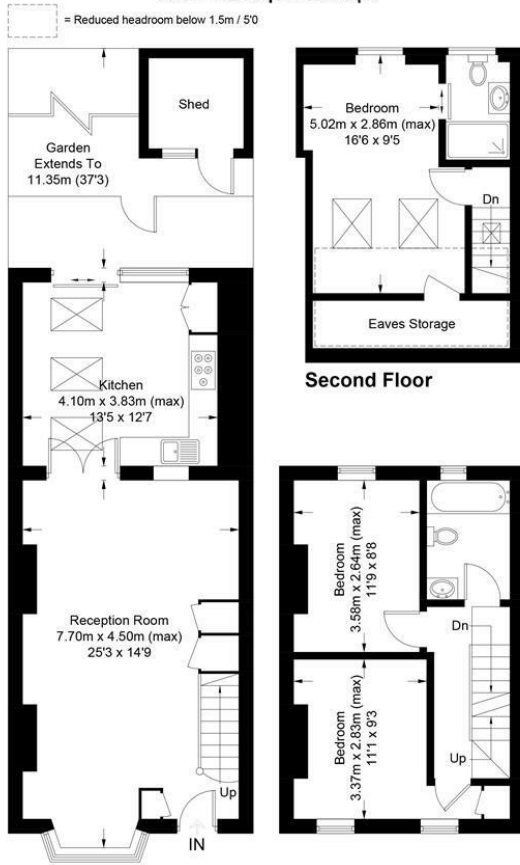 = Reduced headroom below 1.5m / 5'0
Shed
Garden
Extends To
11.35m (37'3)
Kitchen
4.10m x 3.83m (max)
13'5 x 12'7
Reception Room
7.70m x 4.50m (max)
25'3 x 14'9
Up
IN
Bedroom
5.02m x 2.86m (max)
16'6 x 9'5
Dn
Eaves Storage
Second Floor
Bedroom
3.58m x 2.64m (max)
11'9 x 8'8
Dn
Bedroom
3.37m x 2.83m (max)
11'1 x 9'3
Up